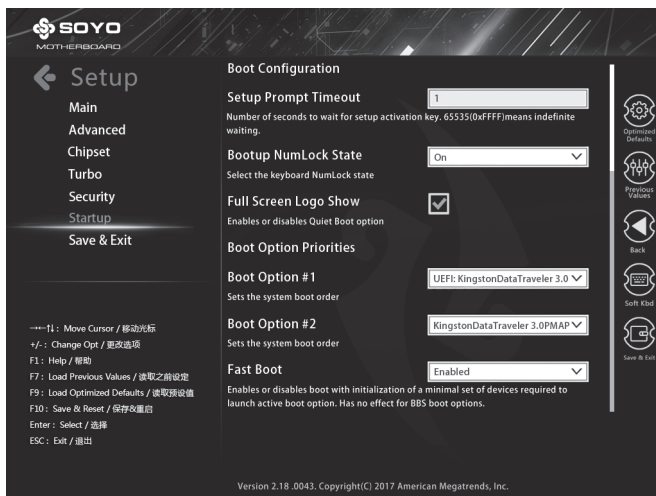 SOYO
MOTHERBOARD
Setup
Main
Advanced
Chipset
Turbo
Security
Startup
Save & Exit
→←↑↓ : Move Cursor / 移动光标
+/- : Change Opt / 更改选项
F1 : Help / 帮助
F7 : Load Previous Values / 读取之前设定
F9 : Load Optimized Defaults / 读取预设值
F10 : Save & Reset / 保存&重启
Enter : Select / 选择
ESC : Exit / 退出
Boot Configuration
Setup Prompt Timeout
1
Number of seconds to wait for setup activation key. 65535(0xFFFF)means indefinite
waiting.
Bootup NumLock State
On
Select the keyboard NumLock state
Full Screen Logo Show
Enables or disables Quiet Boot option
Boot Option Priorities
Boot Option #1
UEFI: KingstonDataTraveler 3.0
Sets the system boot order
Boot Option #2
KingstonDataTraveler 3.0PMAP
Sets the system boot order
Fast Boot
Enabled
Enables or disables boot with initialization of a minimal set of devices required to
launch active boot option. Has no effect for BBS boot options.
Optimized
Defaults
Previous
Values
Back
Soft Kbd
Save & Exit
Version 2.18 .0043. Copyright(C) 2017 American Megatrends, Inc.